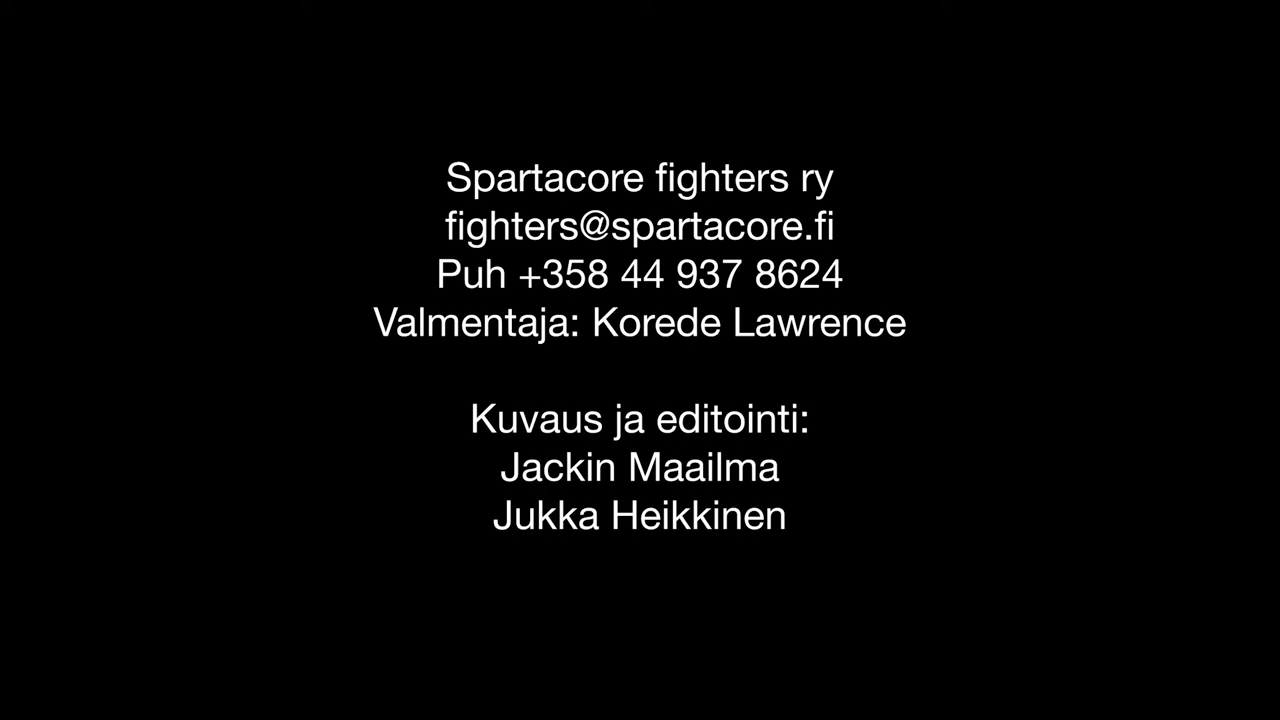 Spartacore fighters ry
fighters@spartacore.fi
Puh +358 44 937 8624
Valmentaja: Korede Lawrence
Kuvaus ja editointi:
Jackin Maailma
Jukka Heikkinen